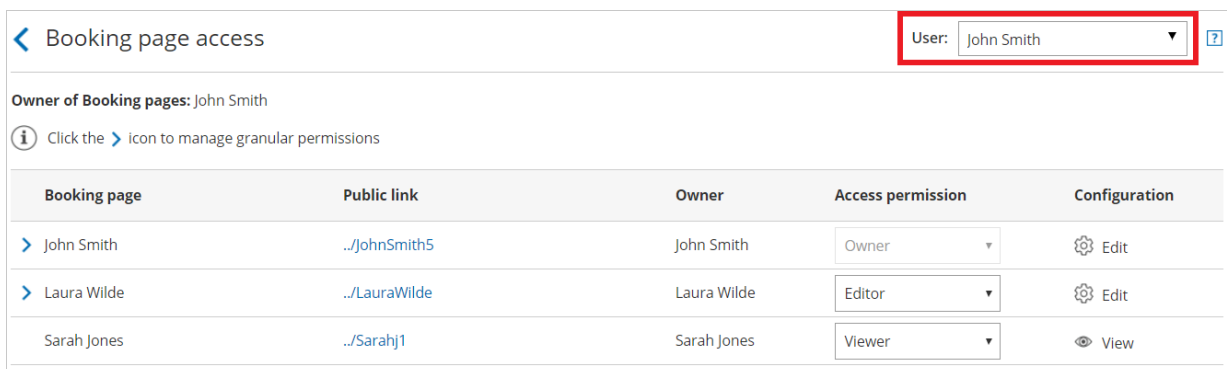 Booking page access User: John Smith ?
Owner of Booking pages: John Smith
i Click the > icon to manage granular permissions
Booking page Public link Owner Access permission Configuration
John Smith ../JohnSmith5 John Smith Owner Edit
Laura Wilde ../LauraWilde Laura Wilde Editor Edit
Sarah Jones ../Sarahj1 Sarah Jones Viewer View